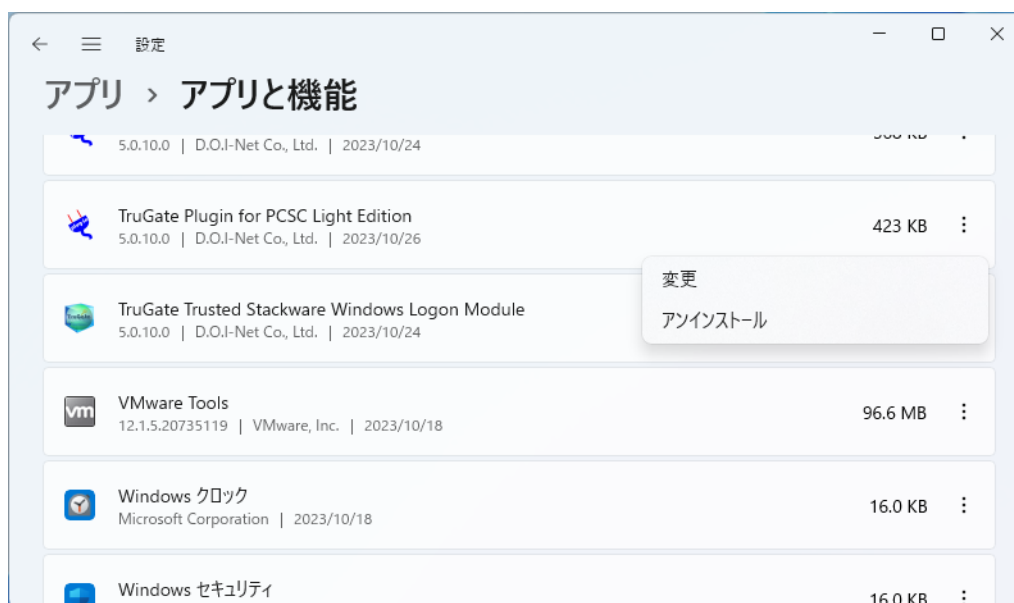 設定
アプリ › アプリと機能
5.0.10.0 | D.O.I-Net Co., Ltd. | 2023/10/24
TruGate Plugin for PCSC Light Edition
5.0.10.0 | D.O.I-Net Co., Ltd. | 2023/10/26
423 KB
変更
アンインストール
TruGate Trusted Stackware Windows Logon Module
5.0.10.0 | D.O.I-Net Co., Ltd. | 2023/10/24
vm
VMware Tools
12.1.5.20735119 | VMware, Inc. | 2023/10/18
96.6 MB
Windows クロック
Microsoft Corporation | 2023/10/18
16.0 KB
Windows セキュリティ
16.0 KB